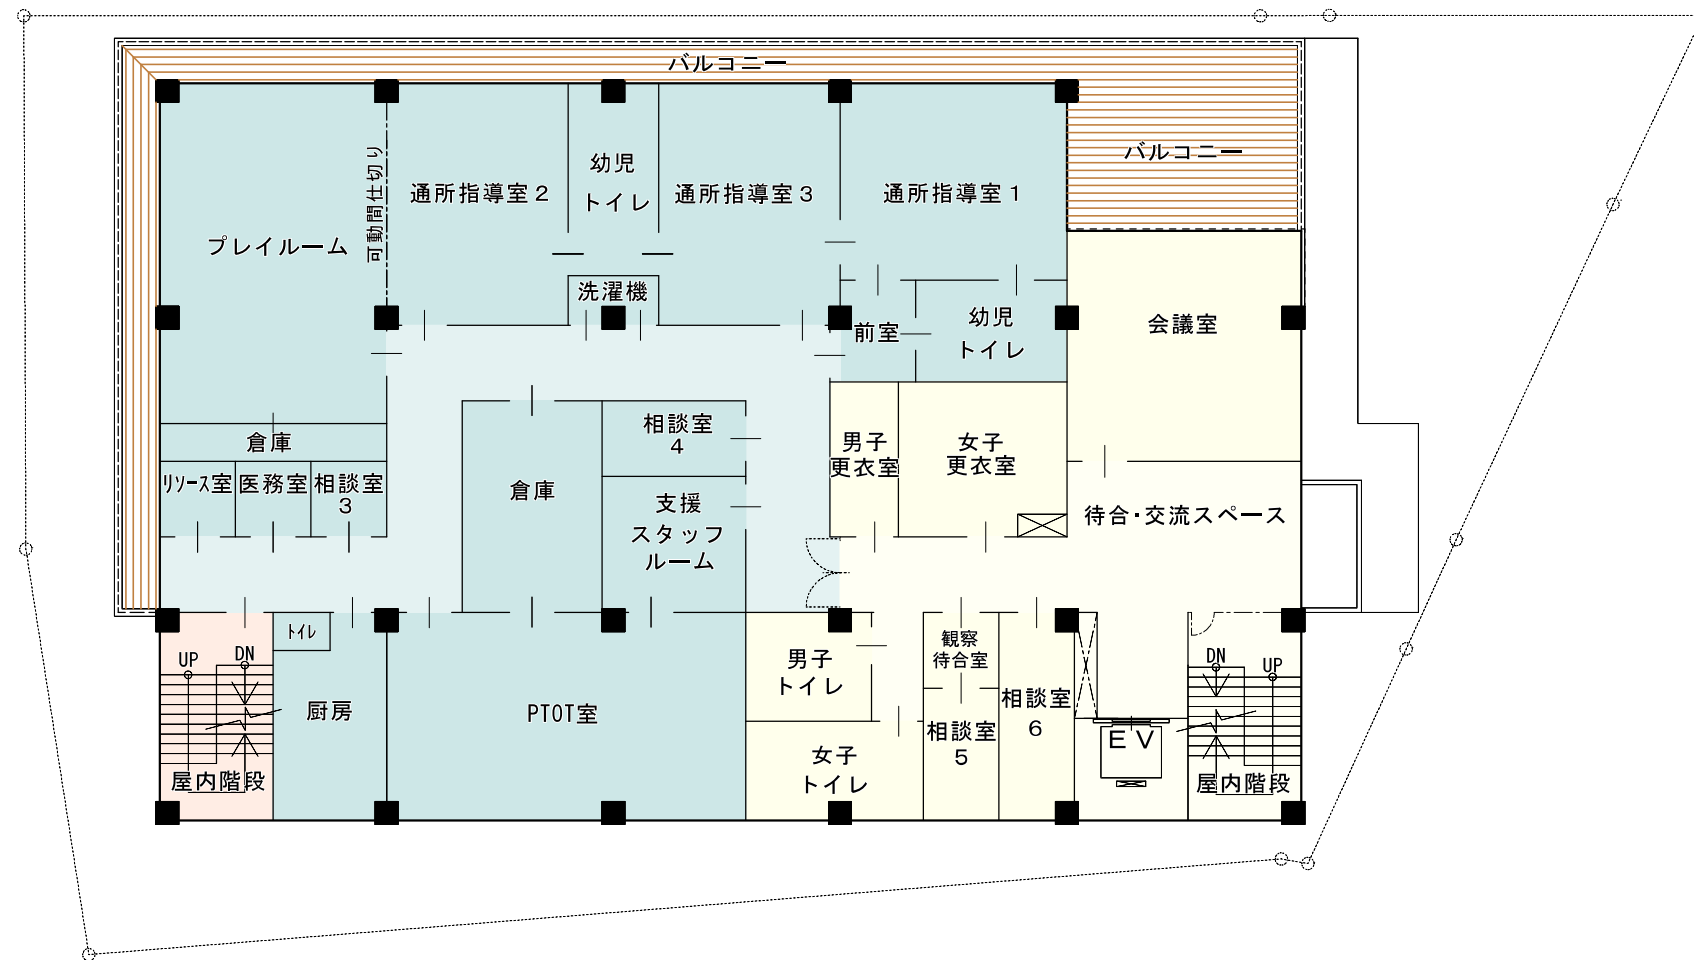 バルコニー
バルコニー
プレイルーム
可動間仕切り
通所指導室2
幼児
トイレ
通所指導室3
通所指導室1
洗濯機
前室
幼児
トイレ
会議室
倉庫
リソース室
医務室
相談室
3
倉庫
相談室
4
支援
スタッフ
ルーム
男子
更衣室
女子
更衣室
待合・交流スペース
UP
DN
屋内階段
トイレ
厨房
PTOT室
男子
トイレ
女子
トイレ
観察
待合室
相談室
5
相談室
6
EV
DN
UP
屋内階段